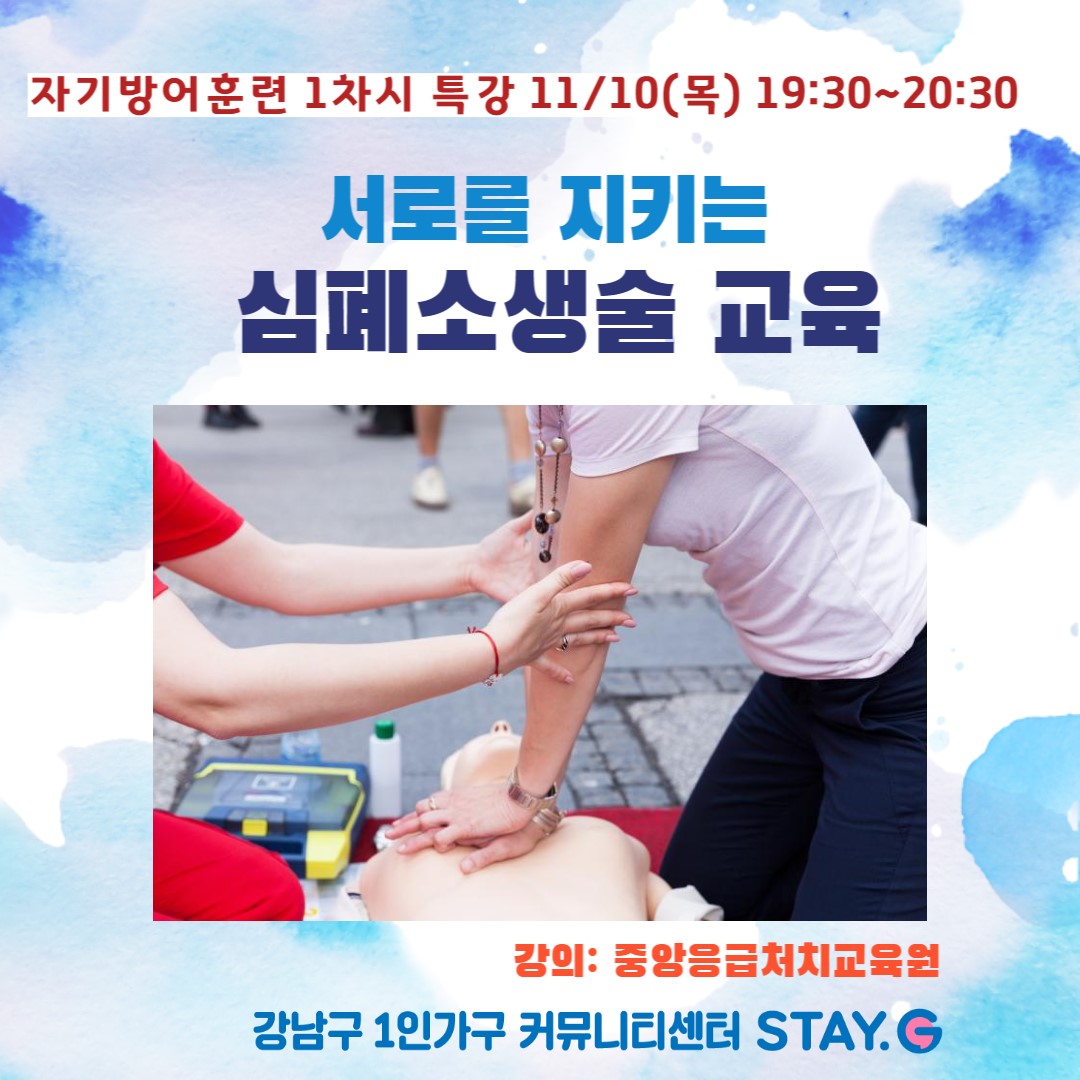 자기방어훈련 1차시 특강 11/10(목) 19:30~20:30
서로를 지키는
심폐소생술 교육
강의: 중앙응급처치교육원
강남구 1인가구 커뮤니티센터 STAY.G